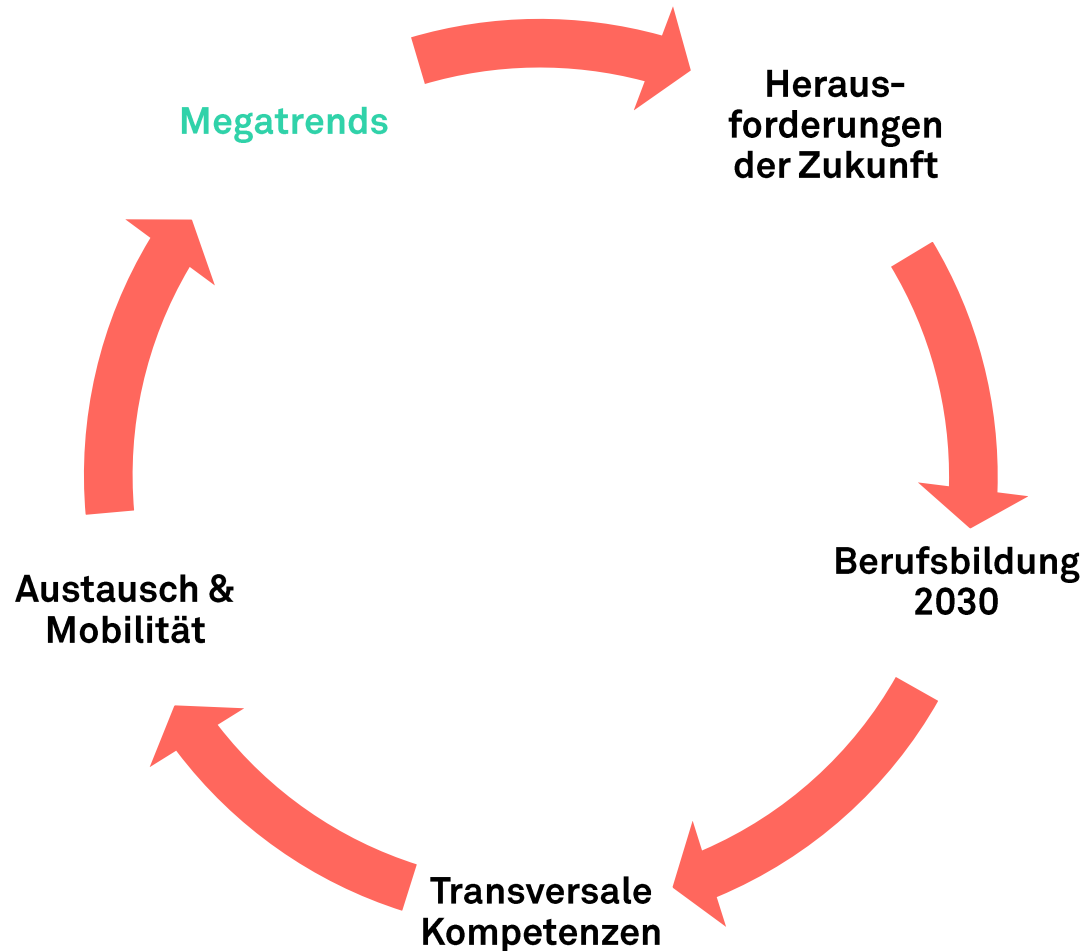 Megatrends
Heraus-
forderungen
der Zukunft
Berufsbildung
2030
Transversale
Kompetenzen
Austausch &
Mobilität